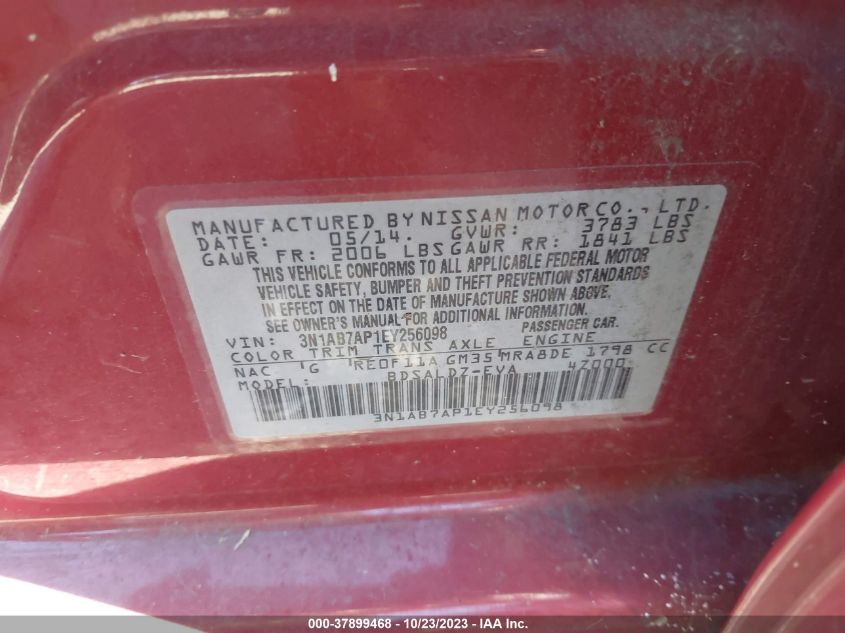 MANUFACTURED BY NISSAN MOTOR CO., LTD.
DATE: 05/14. GVWR: 3783 LBS
GAWR FR: 2006 LBS GAWR RR: 1841 LBS
THIS VEHICLE CONFORMS TO ALL APPLICABLE FEDERAL MOTOR
VEHICLE SAFETY, BUMPER AND THEFT PREVENTION STANDARDS
IN EFFECT ON THE DATE OF MANUFACTURE SHOWN ABOVE.
SEE OWNER'S MANUAL FOR ADDITIONAL INFORMATION.
VIN: 3N1AB7AP1EY256098 PASSENGER CAR.
COLOR TRIM TRANS AXLE ENGINE
NAC 'G 'RE0F11A GM35'MRA8DE 1798 CC
MODEL: BDSALDZ-EVA 4Z000
3N1AB7AP1EY256098
000-37899468 - 10/23/2023 - IAA, Inc.